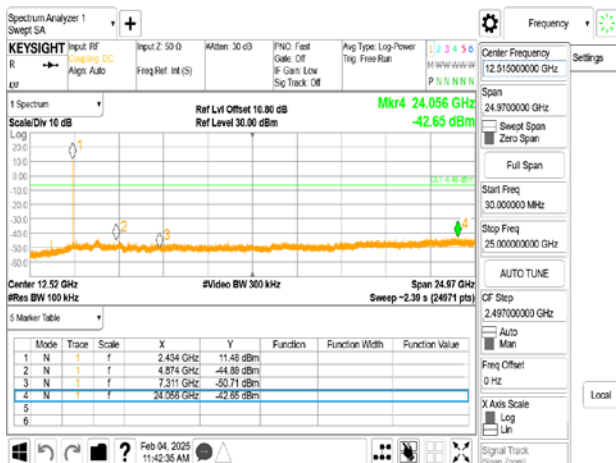 Spectrum Analyzer 1
Swept SA
Frequency
KEYSIGHT
Input: RF
Coupling: DC
Align: Auto
Input Z: 50 Ω
Freq Ref: Int (S)
#Atten: 30 dB
PNO: Fast
Gate: Off
IF Gain: Low
Sig Track: Off
Avg Type: Log-Power
Trig: Free Run
1 2 3 4 5 6
M W W W W W
P N N N N N
R
1 Spectrum
Scale/Div 10 dB
Ref Lvl Offset 10.80 dB
Ref Level 30.00 dBm
Mkr4 24.056 GHz
-42.65 dBm
Log
20.0
10.0
0.00
-10.0
-20.0
-30.0
-40.0
-50.0
-60.0
1
2
3
4
Center 12.52 GHz
#Res BW 100 kHz
#Video BW 300 kHz
Span 24.97 GHz
Sweep ~2.39 s (24971 pts)
5 Marker Table
Mode Trace Scale X Y Function Function Width Function Value
1 N 1 f 2.434 GHz 11.48 dBm
2 N 1 f 4.874 GHz -44.89 dBm
3 N 1 f 7.311 GHz -50.71 dBm
4 N 1 f 24.056 GHz -42.65 dBm
5
6
Feb 04, 2025
11:42:35 AM
Center Frequency
12.515000000 GHz
Settings
Span
24.9700000 GHz
Swept Span
Zero Span
Full Span
Start Freq
30.000000 MHz
Stop Freq
25.000000000 GHz
AUTO TUNE
CF Step
2.497000000 GHz
Auto
Man
Freq Offset
0 Hz
X Axis Scale
Log
Lin
Local
Signal Track